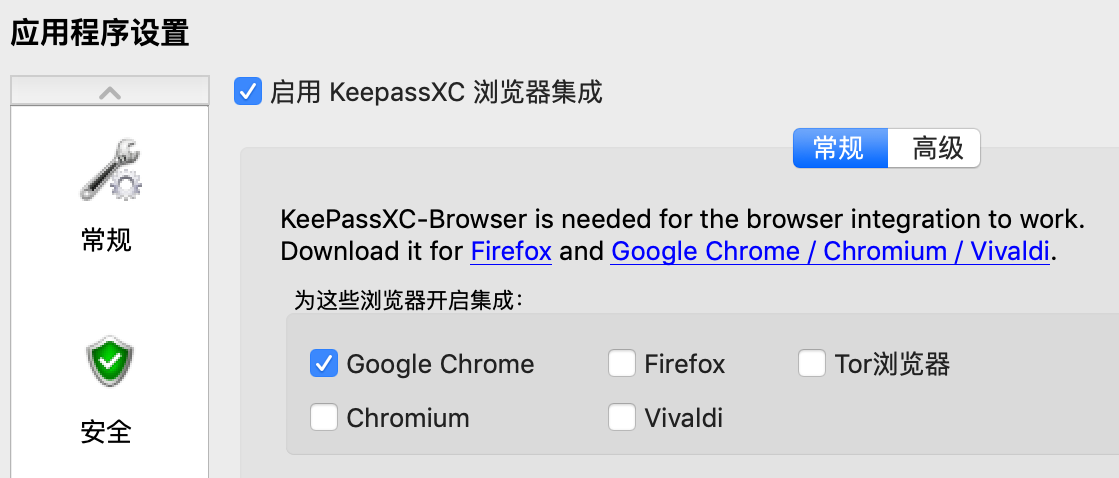 应用程序设置
启用 KeepassXC 浏览器集成
常规 高级
KeePassXC-Browser is needed for the browser integration to work.
Download it for Firefox and Google Chrome / Chromium / Vivaldi.
常规
为这些浏览器开启集成：
Google Chrome Firefox Tor浏览器
Chromium Vivaldi
安全